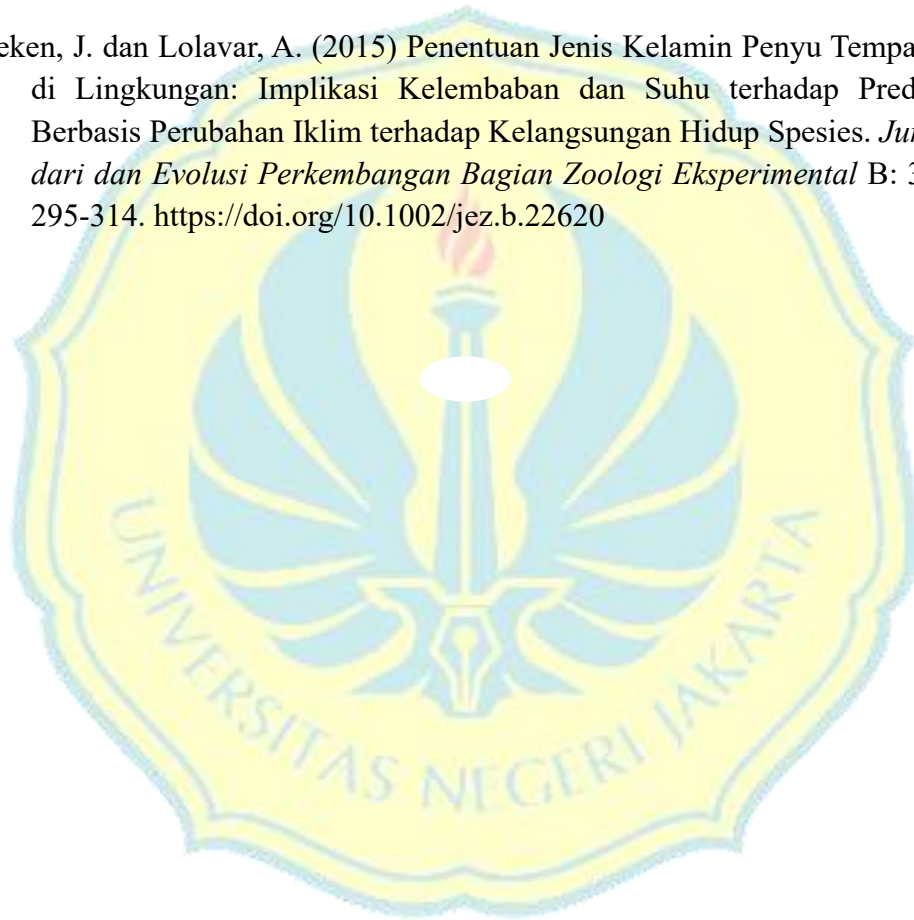 eken, J. dan Lolavar, A. (2015) Penentuan Jenis Kelamin Penyu Tempa
di Lingkungan: Implikasi Kelembaban dan Suhu terhadap Pred
Berbasis Perubahan Iklim terhadap Kelangsungan Hidup Spesies. Jur
dari dan Evolusi Perkembangan Bagian Zoologi Eksperimental B: 3
295-314. https://doi.org/10.1002/jez.b.22620
UNIVERSITAS NEGERI JAKARTA